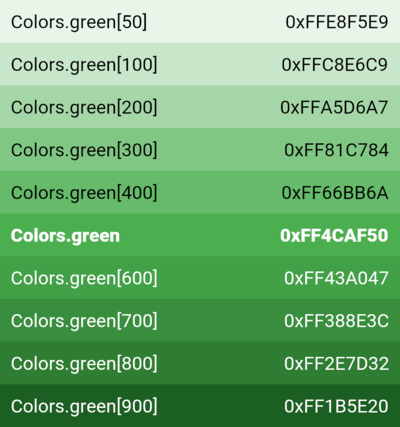 Colors.green[50] 0xFFE8F5E9
Colors.green[100] 0xFFC8E6C9
Colors.green[200] 0xFFA5D6A7
Colors.green[300] 0xFF81C784
Colors.green[400] 0xFF66BB6A
Colors.green 0xFF4CAF50
Colors.green[600] 0xFF43A047
Colors.green[700] 0xFF388E3C
Colors.green[800] 0xFF2E7D32
Colors.green[900] 0xFF1B5E20